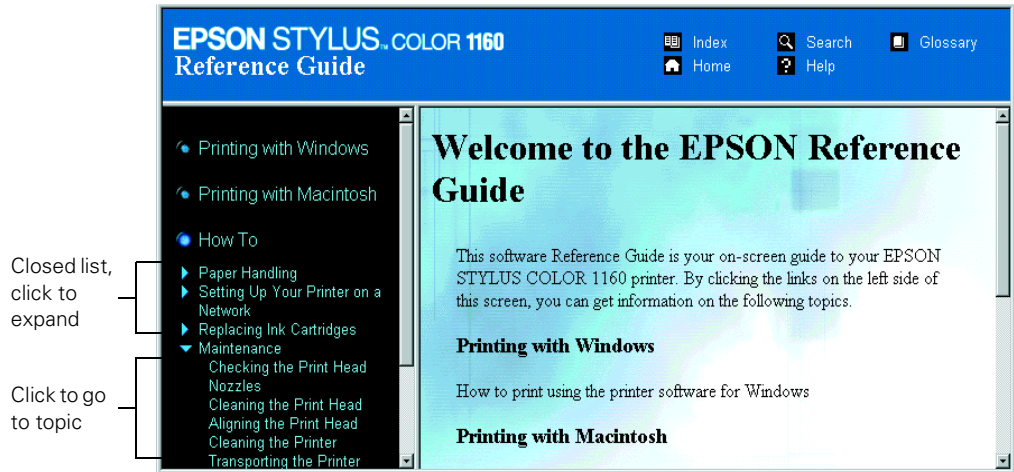 EPSON STYLUS™ COLOR 1160
Reference Guide
Index
Search
Glossary
Home
Help
Printing with Windows
Printing with Macintosh
How To
Closed list,
click to
expand
Paper Handling
Setting Up Your Printer on a
Network
Replacing Ink Cartridges
Maintenance
Click to go
to topic
Checking the Print Head
Nozzles
Cleaning the Print Head
Aligning the Print Head
Cleaning the Printer
Transporting the Printer
Welcome to the EPSON Reference
Guide
This software Reference Guide is your on-screen guide to your EPSON
STYLUS COLOR 1160 printer. By clicking the links on the left side of
this screen, you can get information on the following topics.
Printing with Windows
How to print using the printer software for Windows
Printing with Macintosh